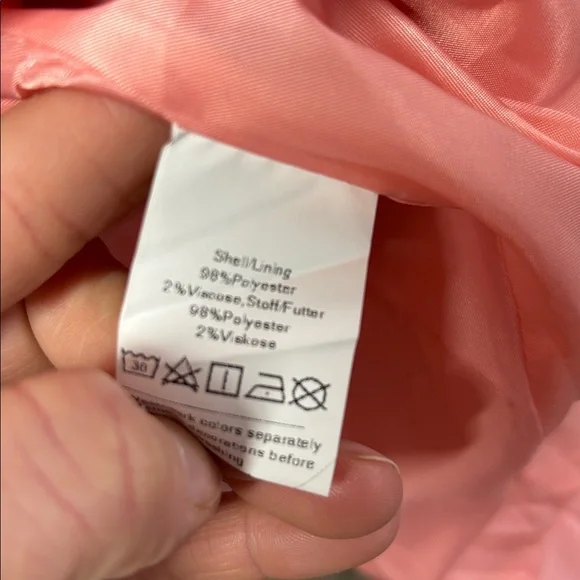 Shell/Lining
98%Polyester
2%Viscose,Stoff/Futter
98%Polyester
2%Viskose
30
colors separately
before